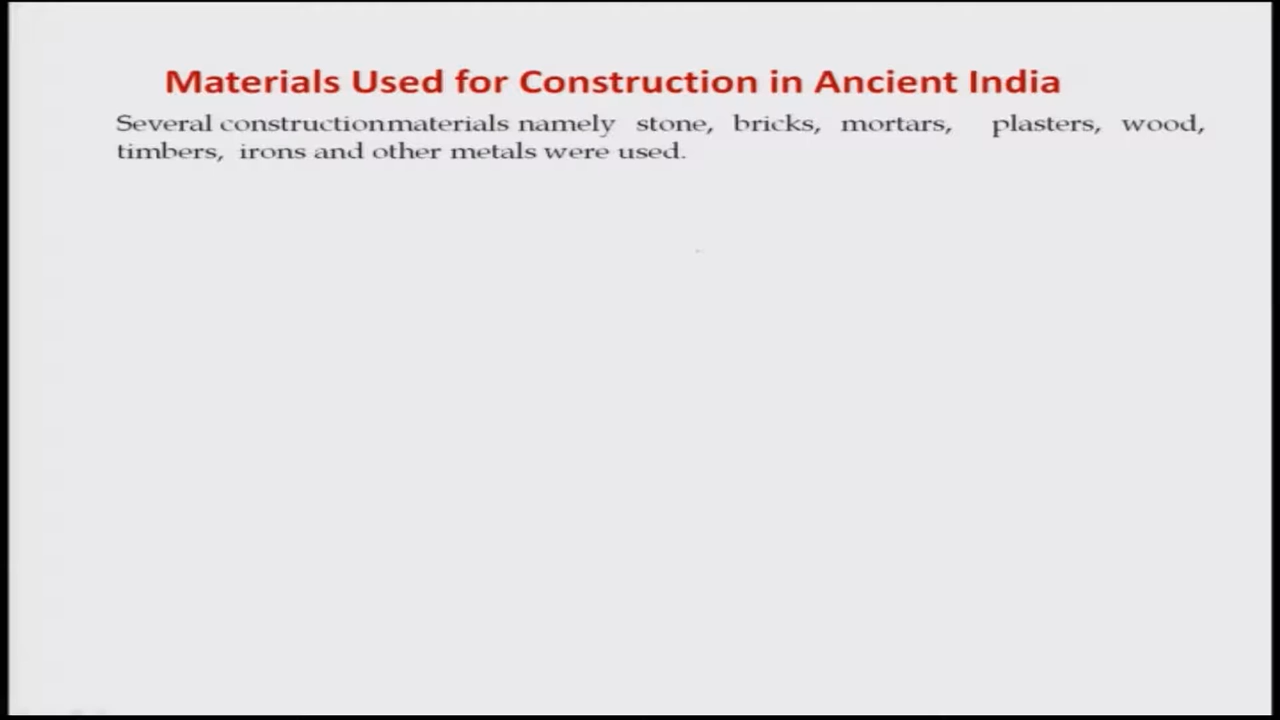 Materials Used for Construction in Ancient India
Several constructionmaterials namely stone, bricks, mortars, plasters, wood,
timbers, irons and other metals were used.